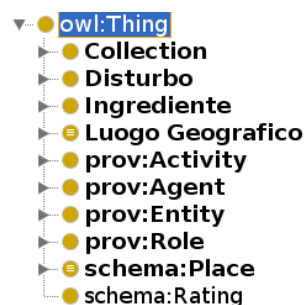 owl:Thing
Collection
Disturbo
Ingrediente
Luogo Geografico
prov:Activity
prov:Agent
prov:Entity
prov:Role
schema:Place
schema:Rating